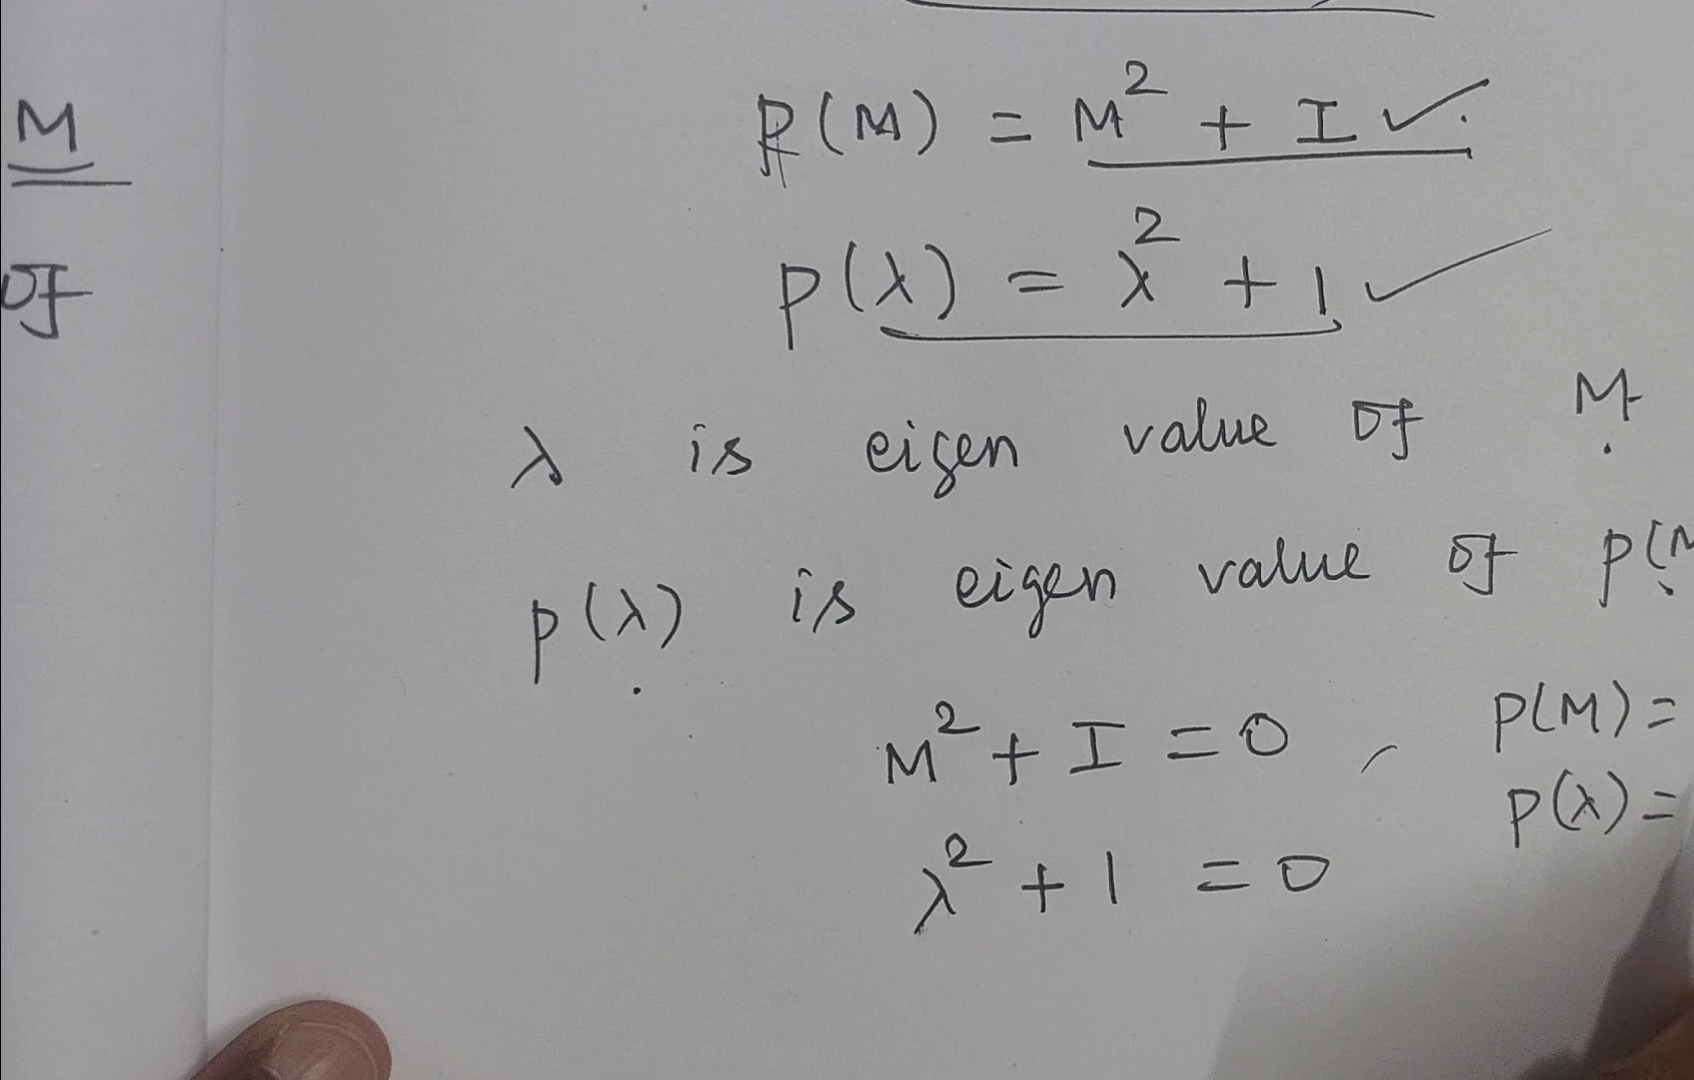 M
P(M) = M² + I ✓.
of
P(λ) = λ² + 1 ✓
λ is eigen value of M
P(λ) is eigen value of P(M
M² + I = 0 , P(M) =
P(λ) =
λ² + 1 = 0